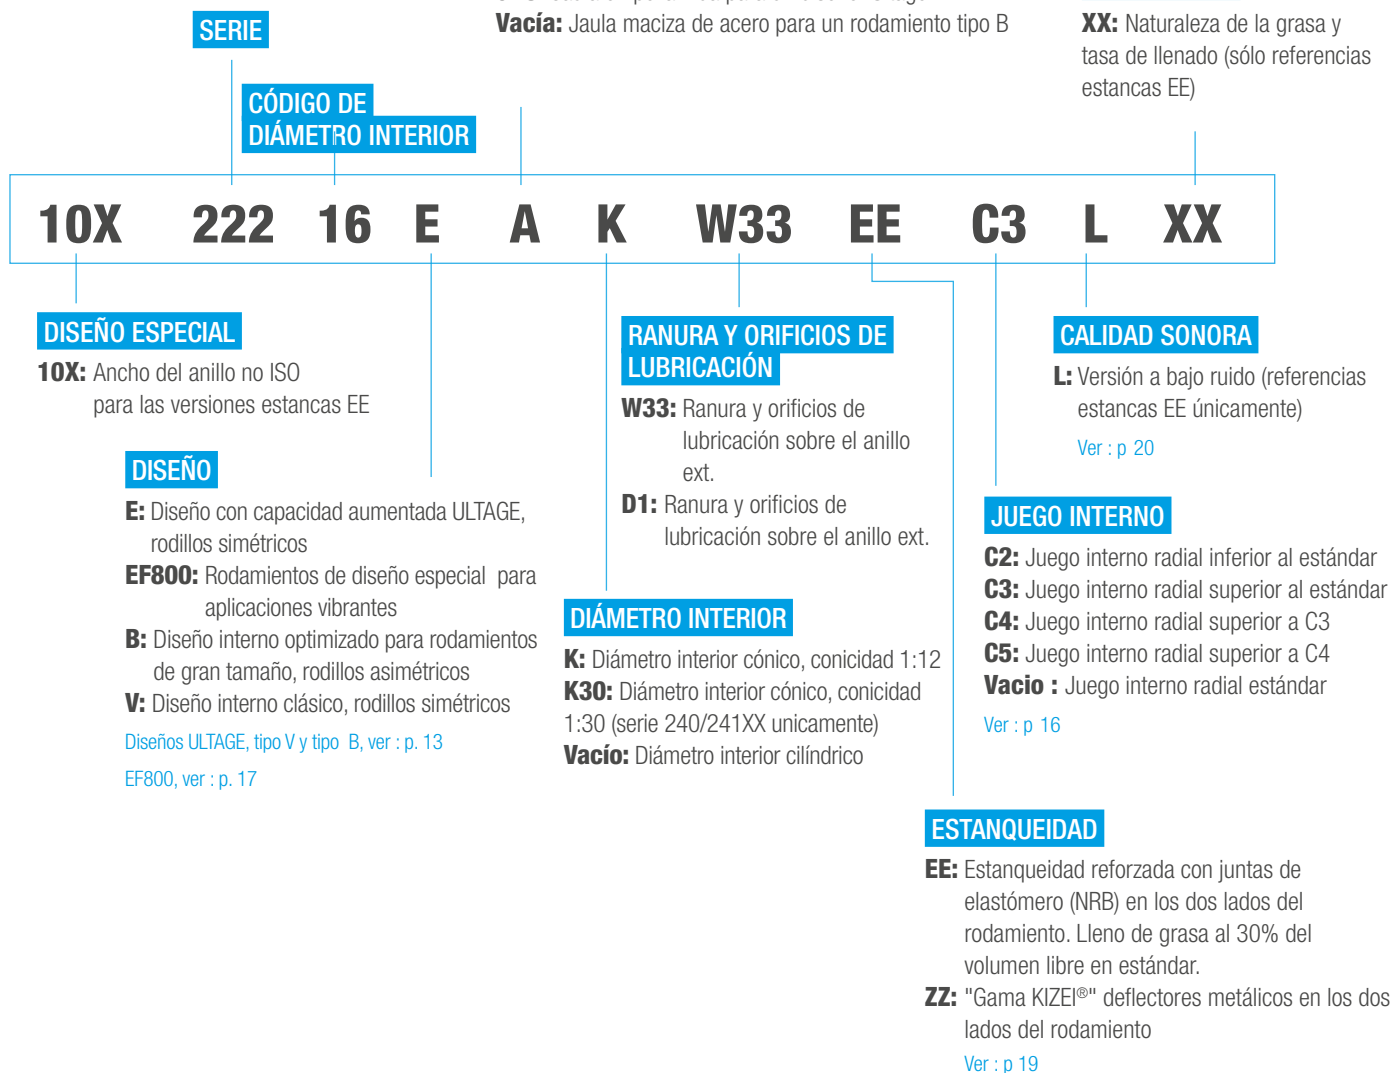 SERIE
Vacía: Jaula maciza de acero para un rodamiento tipo B
XX: Naturaleza de la grasa y
tasa de llenado (sólo referencias
estancas EE)
CÓDIGO DE
DIÁMETRO INTERIOR
10X 222 16 E A K W33 EE C3 L XX
DISEÑO ESPECIAL
10X: Ancho del anillo no ISO
para las versiones estancas EE
DISEÑO
E: Diseño con capacidad aumentada ULTAGE,
rodillos simétricos
EF800: Rodamientos de diseño especial para
aplicaciones vibrantes
B: Diseño interno optimizado para rodamientos
de gran tamaño, rodillos asimétricos
V: Diseño interno clásico, rodillos simétricos
Diseños ULTAGE, tipo V y tipo B, ver : p. 13
EF800, ver : p. 17
RANURA Y ORIFICIOS DE
LUBRICACIÓN
W33: Ranura y orificios de
lubricación sobre el anillo
ext.
D1: Ranura y orificios de
lubricación sobre el anillo ext.
DIÁMETRO INTERIOR
K: Diámetro interior cónico, conicidad 1:12
K30: Diámetro interior cónico, conicidad
1:30 (serie 240/241XX unicamente)
Vacío: Diámetro interior cilíndrico
CALIDAD SONORA
L: Versión a bajo ruido (referencias
estancas EE únicamente)
Ver : p 20
JUEGO INTERNO
C2: Juego interno radial inferior al estándar
C3: Juego interno radial superior al estándar
C4: Juego interno radial superior a C3
C5: Juego interno radial superior a C4
Vacio : Juego interno radial estándar
Ver : p 16
ESTANQUEIDAD
EE: Estanqueidad reforzada con juntas de
elastómero (NRB) en los dos lados del
rodamiento. Lleno de grasa al 30% del
volumen libre en estándar.
ZZ: "Gama KIZEI®" deflectores metálicos en los dos
lados del rodamiento
Ver : p 19